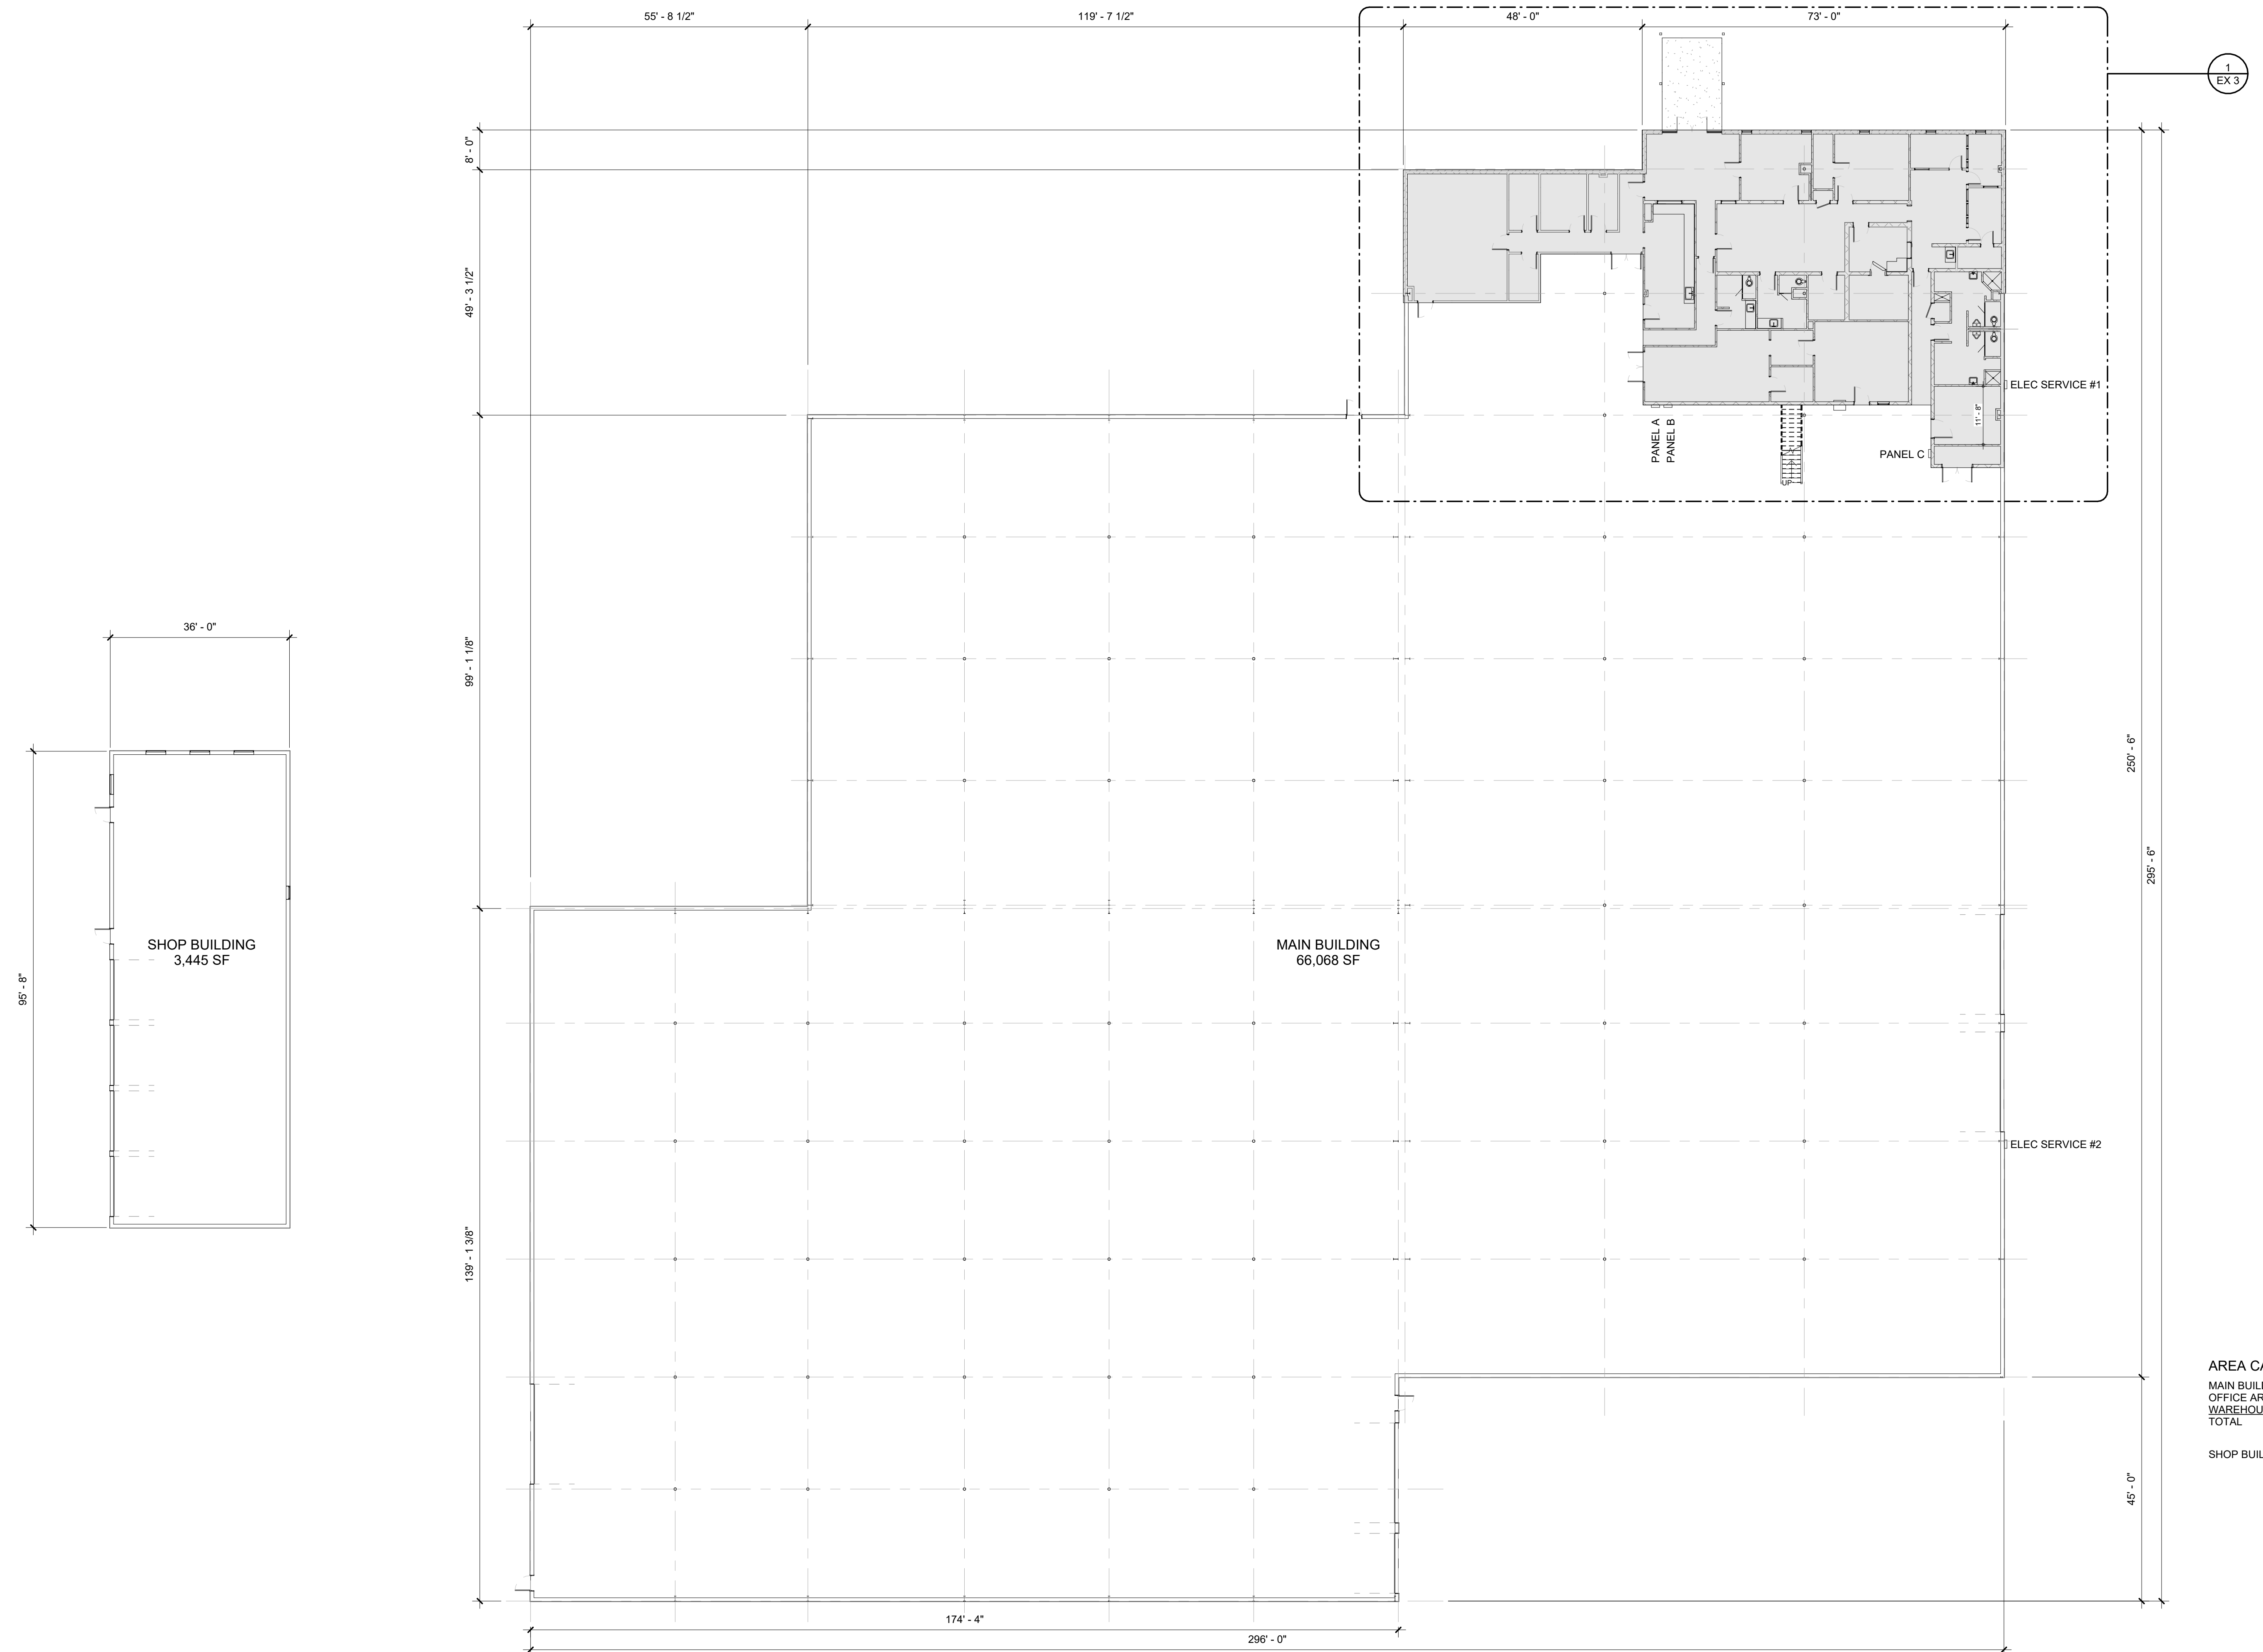 55' - 8 1/2"
119' - 7 1/2"
48' - 0"
73' - 0"
1
EX 3
8' - 0"
49' - 3 1/2"
ELEC SERVICE #1
11' - 8"
PANEL A
PANEL B
PANEL C
UP
36' - 0"
99' - 1 1/8"
250' - 6"
295' - 6"
SHOP BUILDING
3,445 SF
MAIN BUILDING
66,068 SF
95' - 8"
ELEC SERVICE #2
139' - 1 3/8"
AREA CA
MAIN BUIL
OFFICE AR
WAREHOU
TOTAL
SHOP BUIL
45' - 0"
174' - 4"
296' - 0"